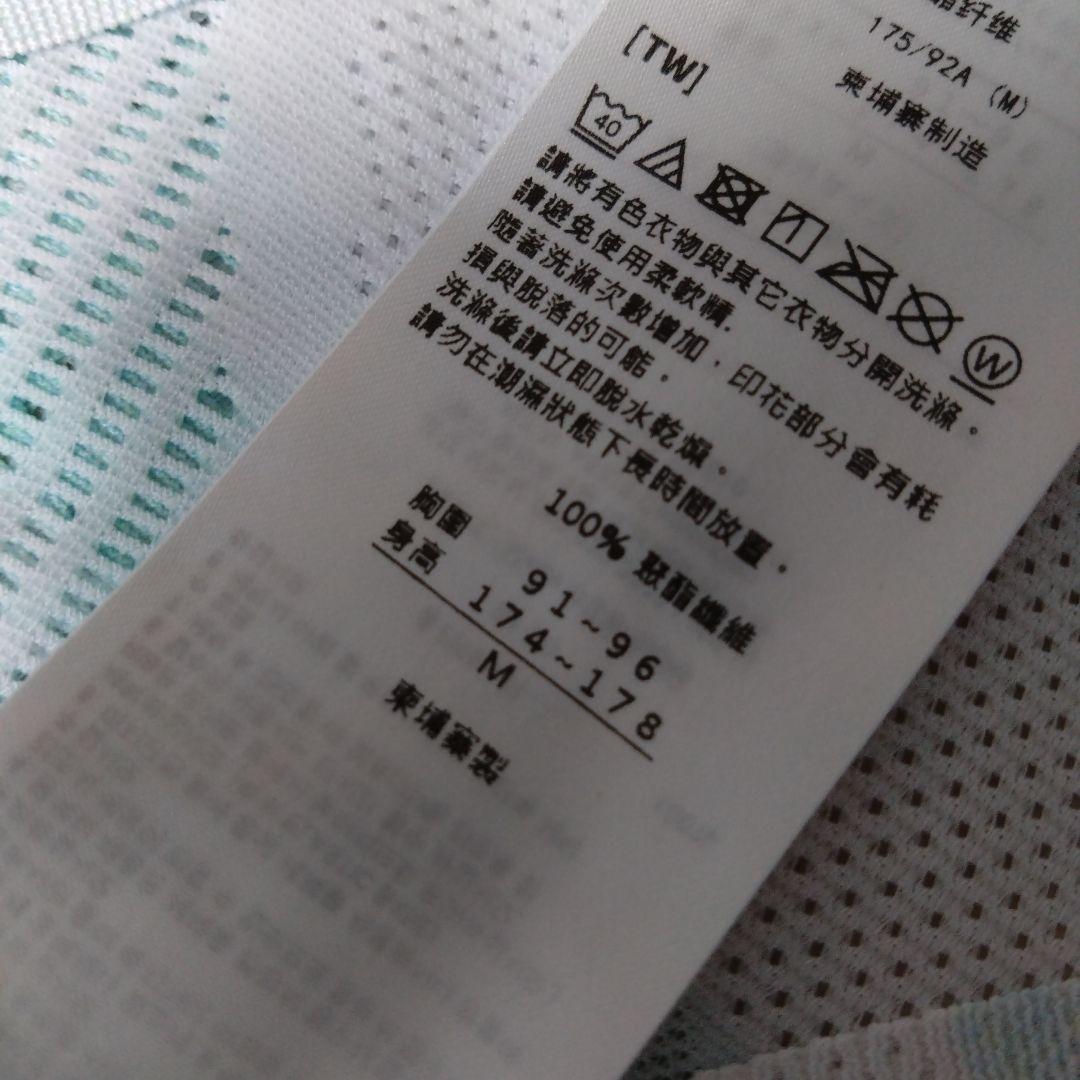 纤维
175/92A (M)
柬埔寨制造
[TW]
40
W
請將有色衣物與其它衣物分開洗滌。
請避免使用柔軟精.
隨著洗滌次數增加，印花部分會有耗
損與脫落的可能。
洗滌後請立即脫水乾燥。
請勿在潮濕狀態下長時間放置。
100% 聚酯纖維
胸圍 91~96
身高 174~178
M
柬埔寨製